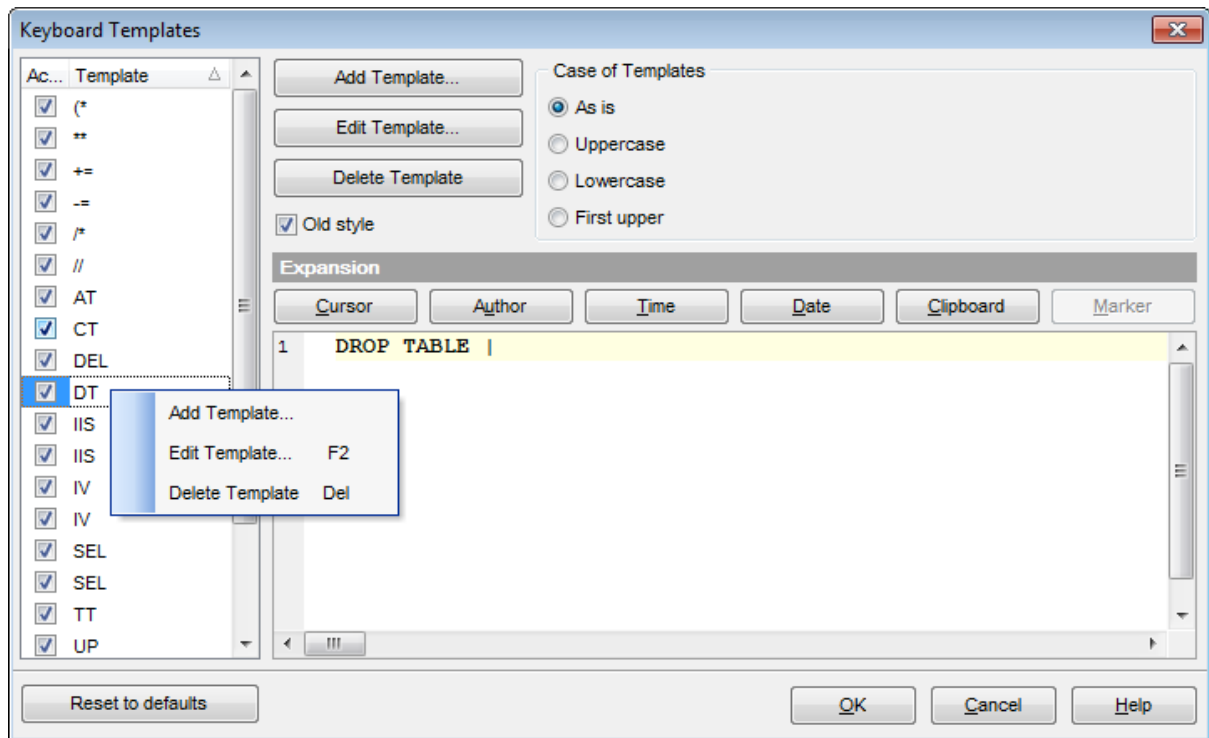 Keyboard Templates
Ac... Template
(*
**
+=
-=
/*
//
AT
CT
DEL
DT
IIS
IIS
IV
IV
SEL
SEL
TT
UP
Add Template...
Edit Template...
Delete Template
Old style
Case of Templates
As is
Uppercase
Lowercase
First upper
Expansion
Cursor Author Time Date Clipboard Marker
1 DROP TABLE |
Add Template...
Edit Template... F2
Delete Template Del
Reset to defaults OK Cancel Help